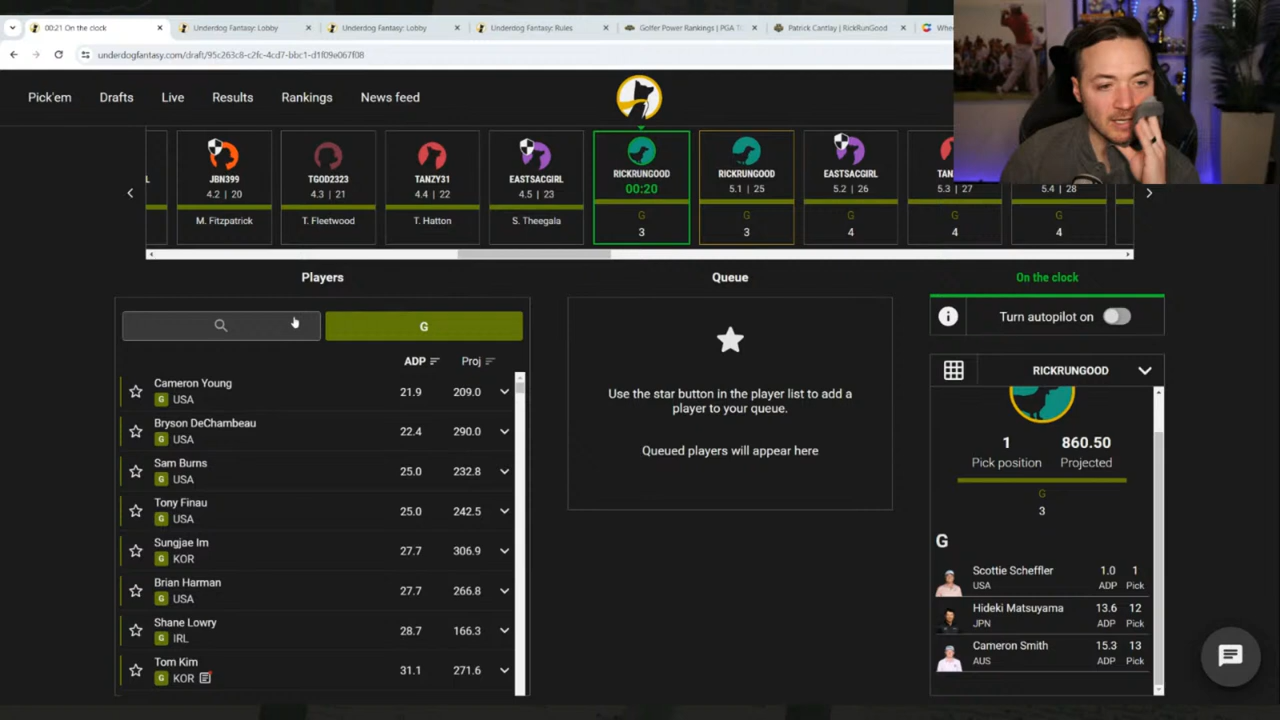 00:21 On the clock
Underdog Fantasy: Lobby
Underdog Fantasy: Lobby
Underdog Fantasy: Rules
Golfer Power Rankings | PGA To
Patrick Cantlay | RickRunGood
underdogfantasy.com/draft/95c263c8-c2fc-4cd7-bbc1-d1f09e067f08
Pick'em
Drafts
Live
Results
Rankings
News feed
JBN399
4.2 | 20
M. Fitzpatrick
TGOD2323
4.3 | 21
T. Fleetwood
TANZY31
4.4 | 22
T. Hatton
EASTSACGIRL
4.5 | 23
S. Theegala
RICKRUNGOOD
00:20
G
3
RICKRUNGOOD
5.1 | 25
G
3
EASTSACGIRL
5.2 | 26
G
4
5.3 | 27
G
4
5.4 | 28
G
4
Players
Queue
On the clock
G
Turn autopilot on
ADP Proj
RICKRUNGOOD
Cameron Young
G USA
21.9 209.0
Bryson DeChambeau
G USA
22.4 290.0
Sam Burns
G USA
25.0 232.8
Tony Finau
G USA
25.0 242.5
Sungjae Im
G KOR
27.7 306.9
Brian Harman
G USA
27.7 266.8
Shane Lowry
G IRL
28.7 166.3
Tom Kim
G KOR
31.1 271.6
Use the star button in the player list to add a
player to your queue.
Queued players will appear here
1 860.50
Pick position Projected
G
3
G
Scottie Scheffler 1.0 1
USA ADP Pick
Hideki Matsuyama 13.6 12
JPN ADP Pick
Cameron Smith 15.3 13
AUS ADP Pick